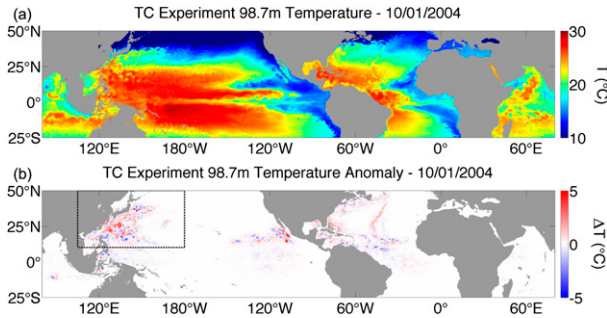 (a) TC Experiment 98.7m Temperature - 10/01/2004
50°N
25°N
0°
25°S
120°E 180°W 120°W 60°W 0°E 60°E
30
20
10
T (°C)
(b) TC Experiment 98.7m Temperature Anomaly - 10/01/2004
50°N
25°N
0°
25°S
120°E 180°W 120°W 60°W 0°E 60°E
5
0
-5
ΔT (°C)